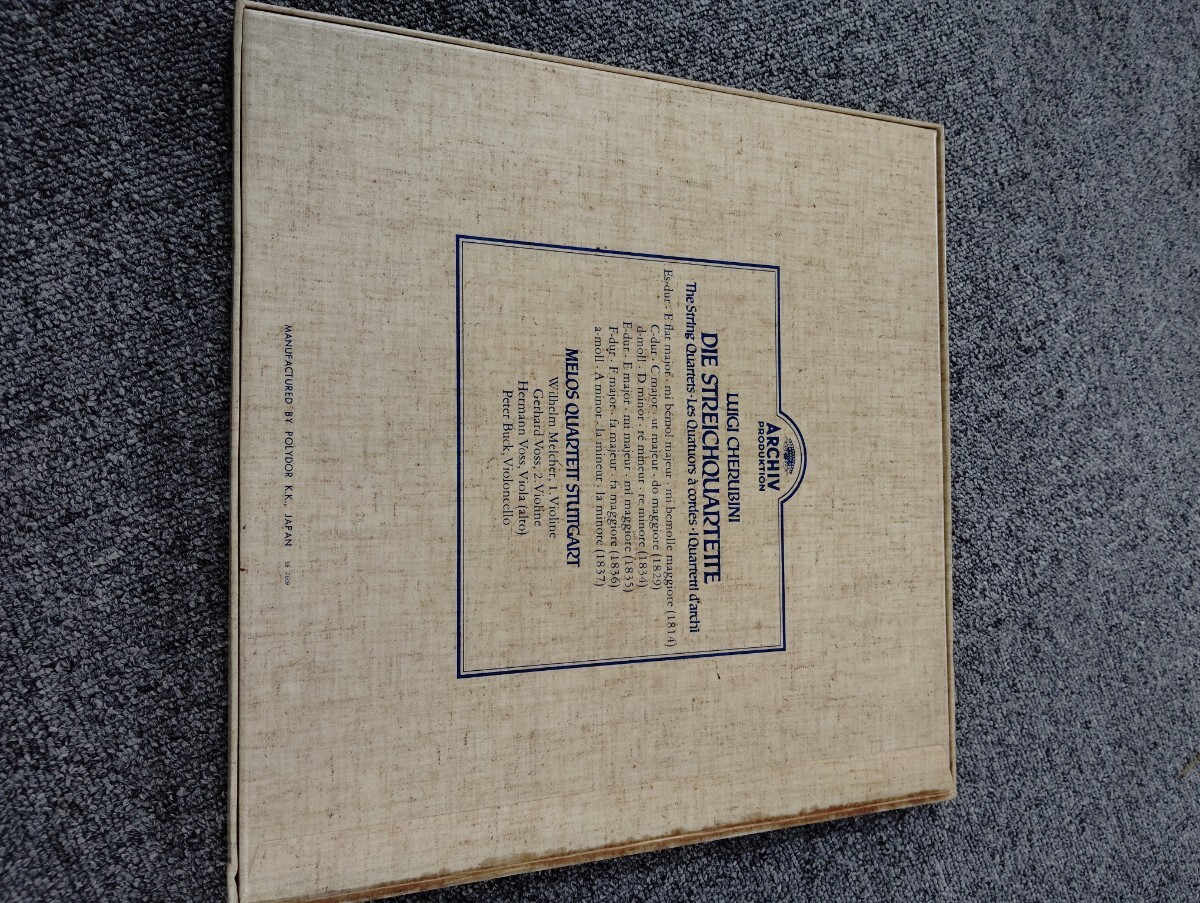 ARCHIV
PRODUKTION
LUIGI CHERUBINI
DIE STREICHQUARTETTE
The String Quartets · Les Quatuors à cordes · I Quartetti d'archi
Es-dur · E flat major · mi bémol majeur · mi bemolle maggiore (1814)
C-dur · C major · ut majeur · do maggiore (1829)
d-moll · D minor · ré mineur · re minore (1834)
E-dur · E major · mi majeur · mi maggiore (1835)
F-dur · F major · fa majeur · fa maggiore (1836)
a-moll · A minor · la mineur · la minore (1837)
MELOS QUARTETT STUTTGART
Wilhelm Melcher, 1. Violine
Gerhard Voss, 2. Violine
Hermann Voss, Viola (alto)
Peter Buck, Violoncello
MANUFACTURED BY POLYDOR K.K., JAPAN SE 7609